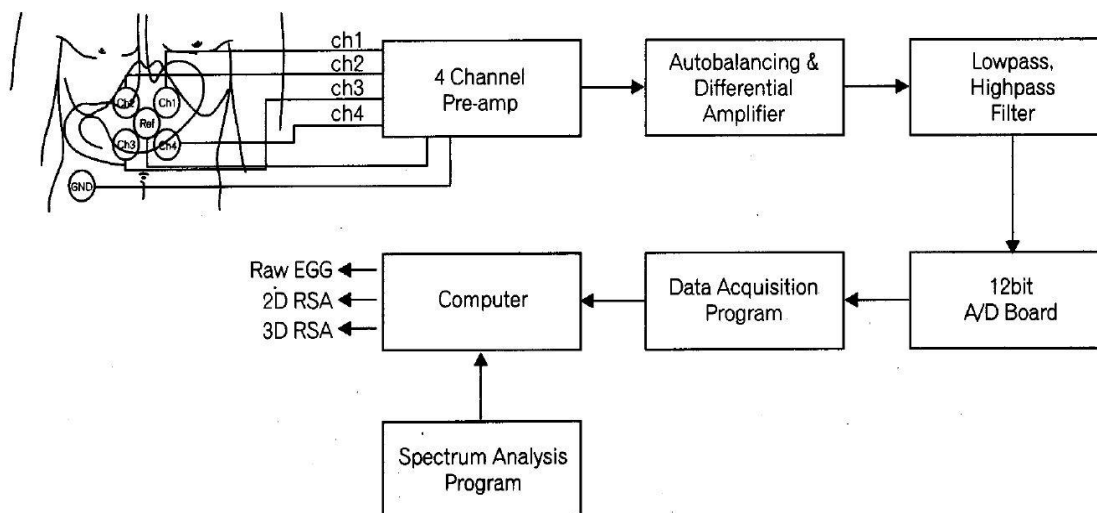 ch1
ch2
ch3
ch4
Ch2
Ch1
Ref
Ch3
Ch4
GND
4 Channel
Pre-amp
Autobalancing &
Differential
Amplifier
Lowpass,
Highpass
Filter
Raw EGG
2D RSA
3D RSA
Computer
Data Acquisition
Program
12bit
A/D Board
Spectrum Analysis
Program